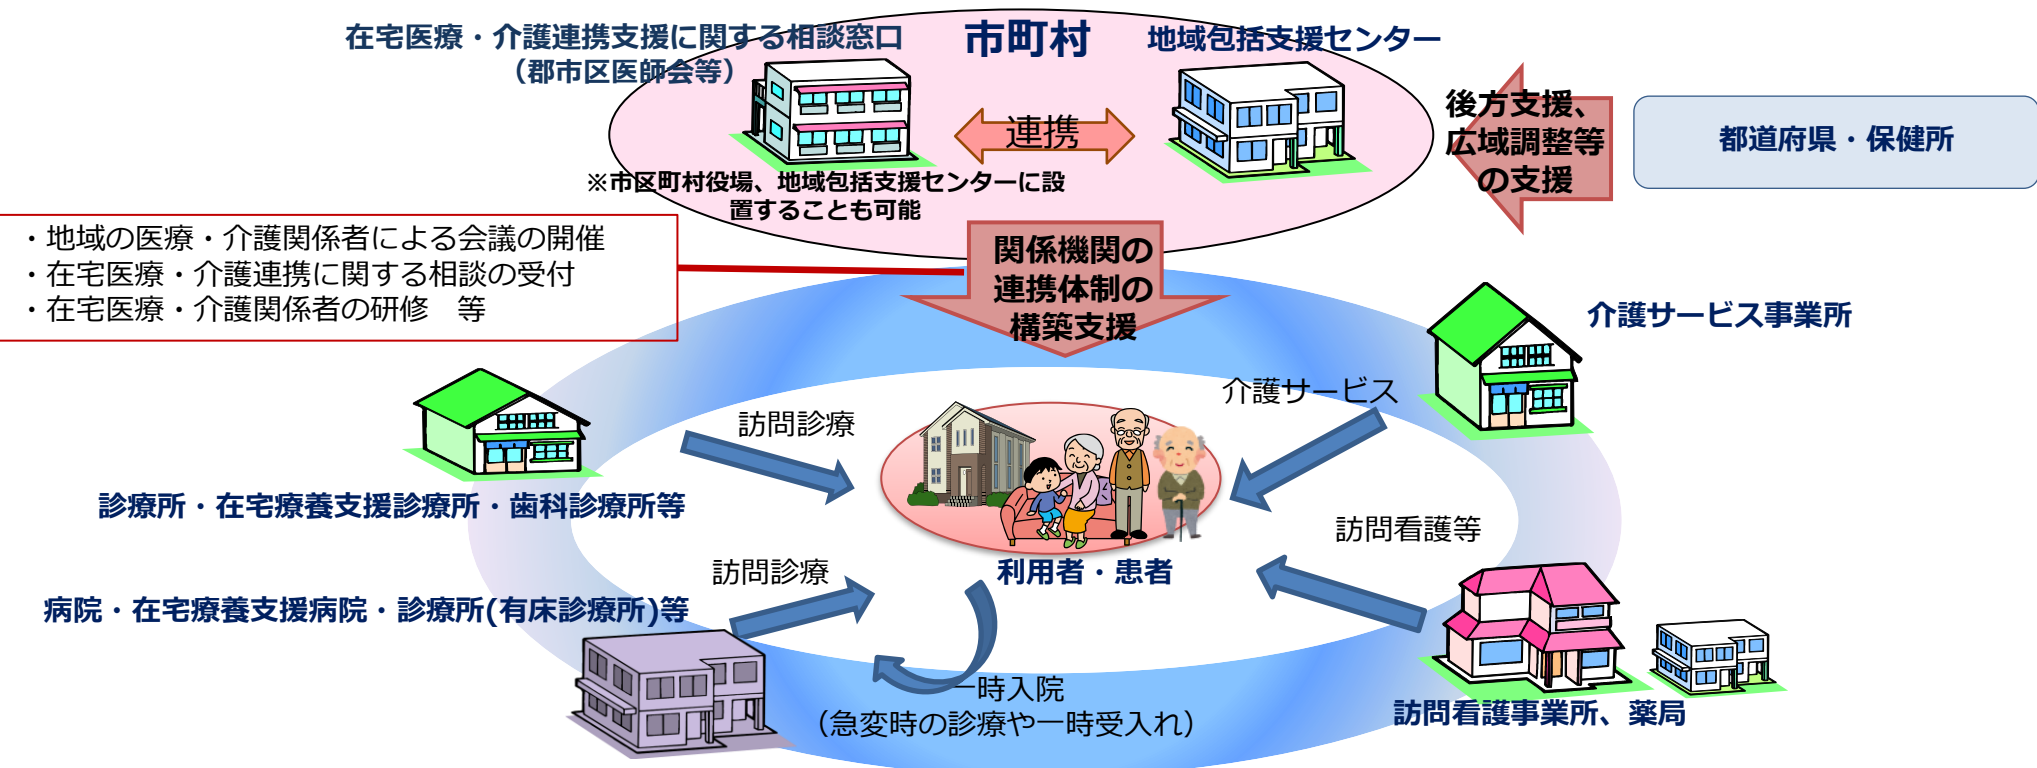 在宅医療・介護連携支援に関する相談窓口
（郡市区医師会等）
市町村
地域包括支援センター
連携
※市区町村役場、地域包括支援センターに設
置することも可能
後方支援、
広域調整等
の支援
都道府県・保健所
・地域の医療・介護関係者による会議の開催
・在宅医療・介護連携に関する相談の受付
・在宅医療・介護関係者の研修　等
関係機関の
連携体制の
構築支援
介護サービス事業所
介護サービス
訪問診療
診療所・在宅療養支援診療所・歯科診療所等
利用者・患者
訪問看護等
訪問診療
病院・在宅療養支援病院・診療所(有床診療所)等
一時入院
（急変時の診療や一時受入れ）
訪問看護事業所、薬局